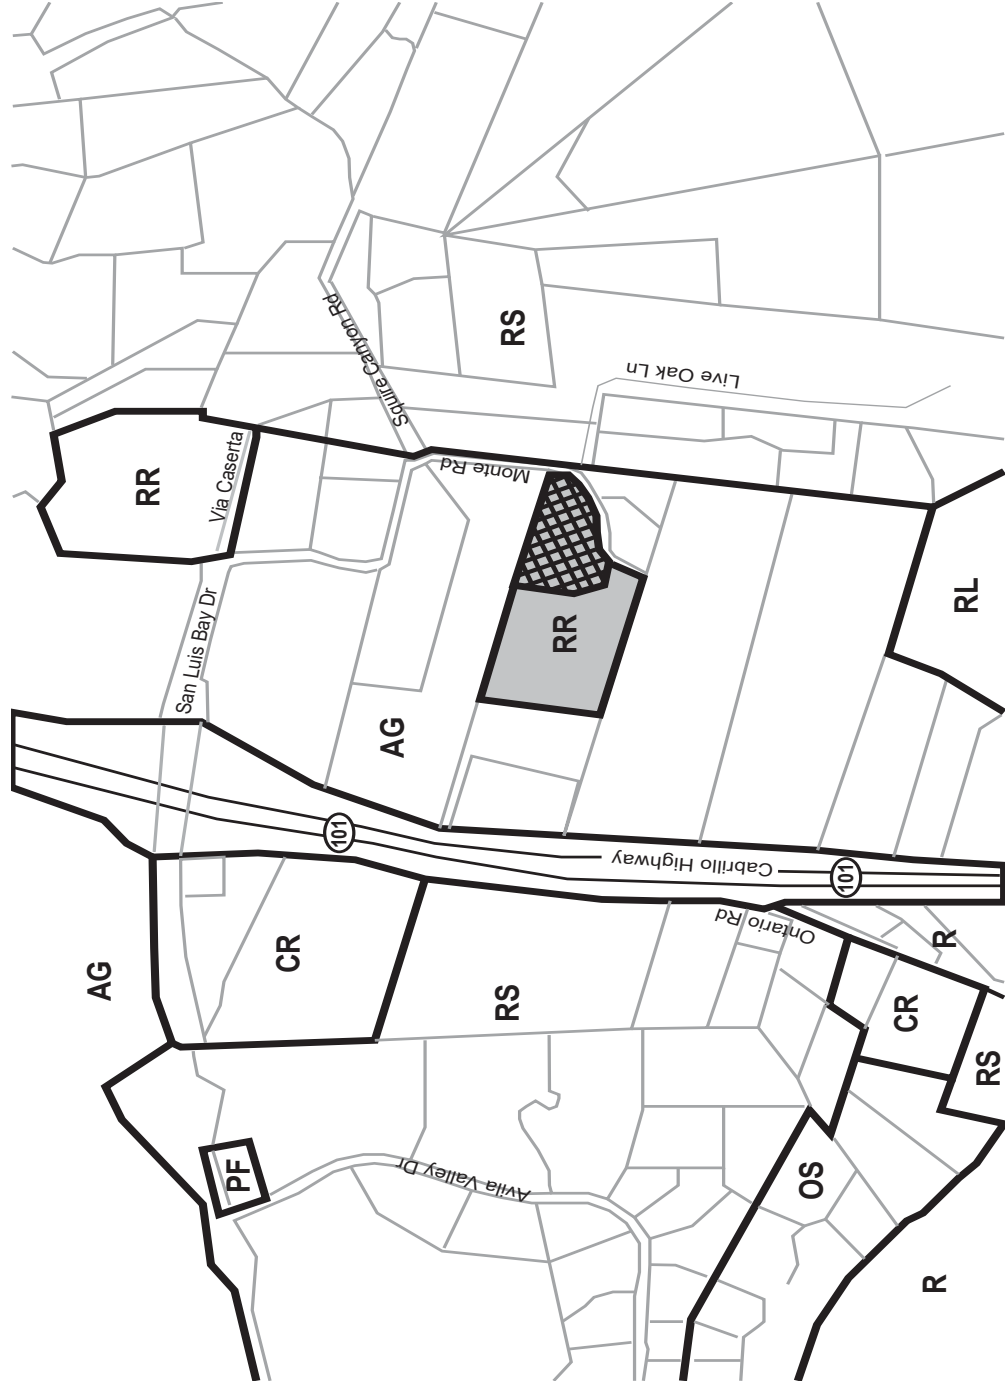 RS
Squire Canyon Rd
Live Oak Ln
RR
Via Caserta
Monte Rd
San Luis Bay Dr
RR
RL
AG
101
Cabrillo Highway
101
Ontario Rd
AG
CR
RS
R
CR
RS
PF
Avila Valley Dr
OS
R